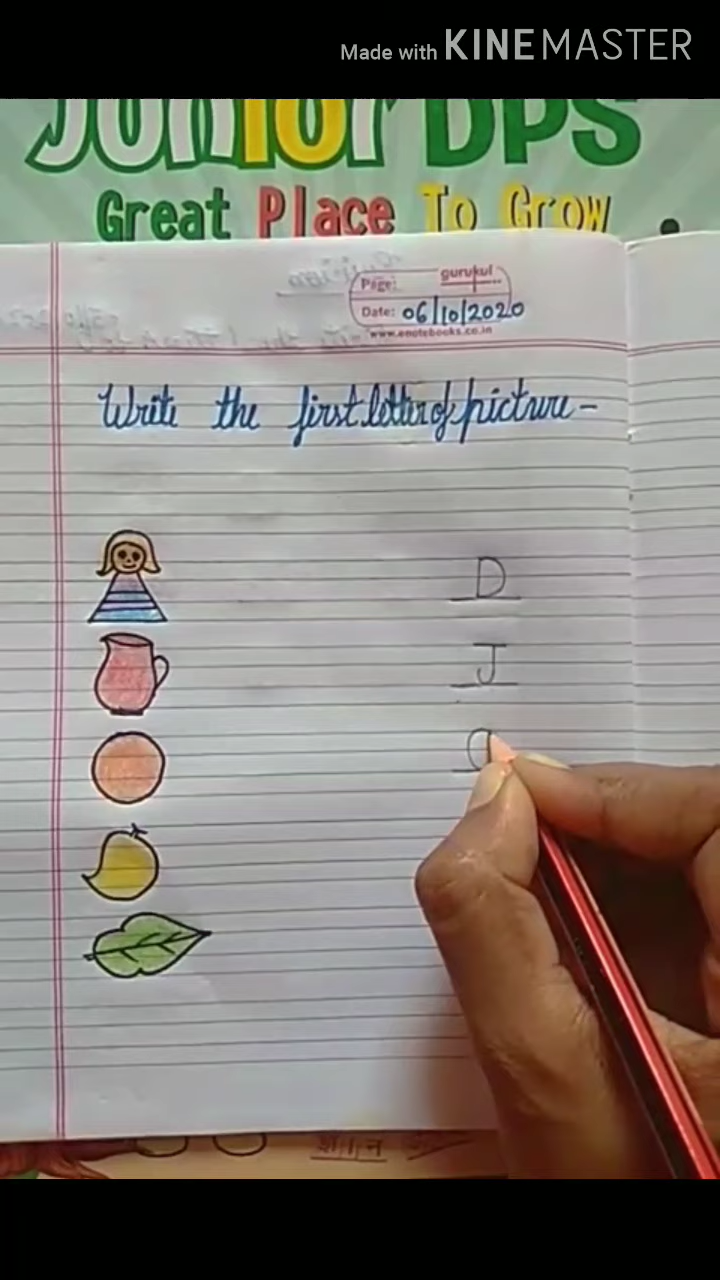 Made with KINEMASTER
Junior DPS
Great Place To Grow
Page:
gurukul
Date: 06/10/2020
www.enotebooks.co.in
Write the first letter of picture-
D
J